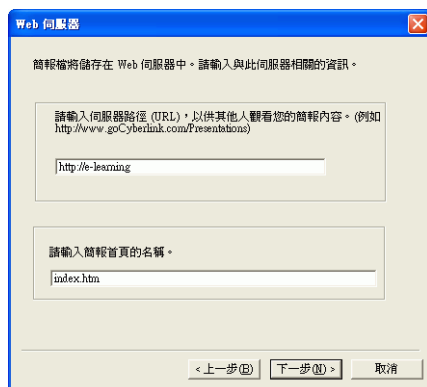 Web 伺服器
簡報檔將儲存在 Web 伺服器中。請輸入與此伺服器相關的資訊。
請輸入伺服器路徑 (URL)，以供其他人觀看您的簡報內容。(例如
http://www.goCyberlink.com/Presentations)
http://e-learning
請輸入簡報首頁的名稱。
index.htm
<上一步(B) 下一步(N)> 取消